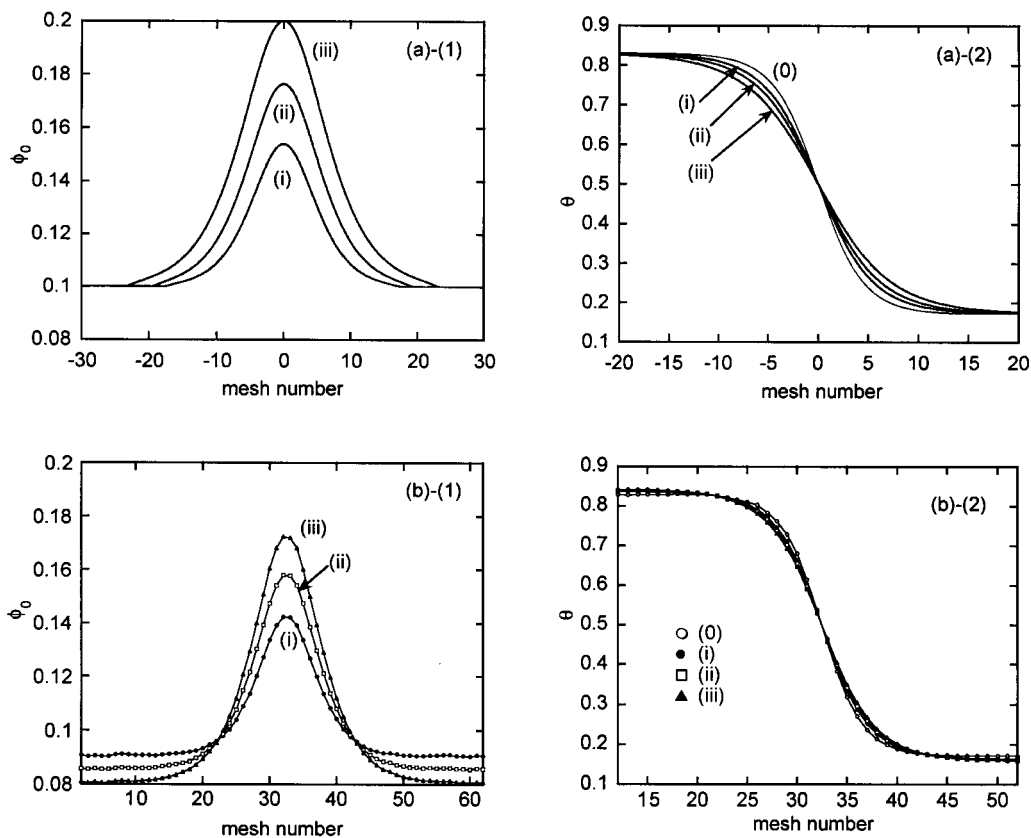 (a)-(1)
0.2
0.18
0.16
0.14
0.12
0.1
0.08
ϕ0
(iii)
(ii)
(i)
-30 -20 -10 0 10 20 30
mesh number
(a)-(2)
0.9
0.8
0.7
0.6
0.5
0.4
0.3
0.2
0.1
θ
(0)
(i)
(ii)
(iii)
-20 -15 -10 -5 0 5 10 15 20
mesh number
(b)-(1)
0.2
0.18
0.16
0.14
0.12
0.1
0.08
ϕ0
(iii)
(ii)
(i)
10 20 30 40 50 60
mesh number
(b)-(2)
0.9
0.8
0.7
0.6
0.5
0.4
0.3
0.2
0.1
θ
(0)
(i)
(ii)
(iii)
15 20 25 30 35 40 45 50
mesh number